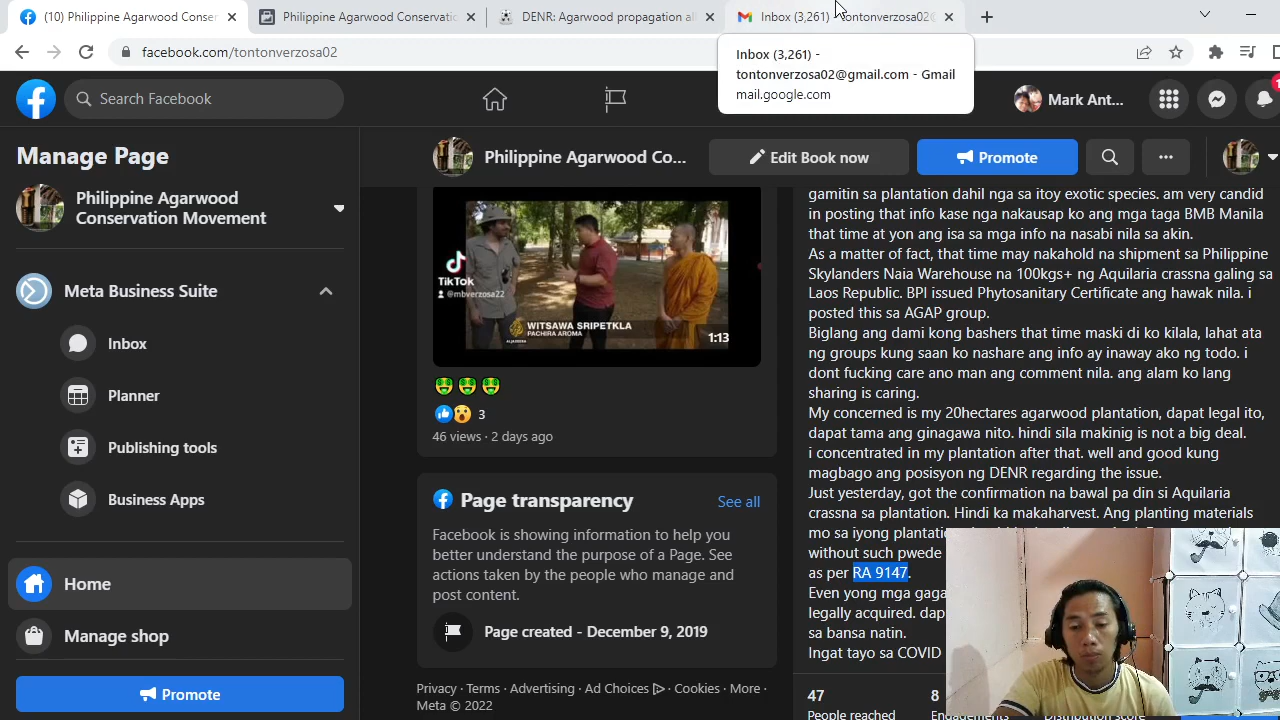 (10) Philippine Agarwood Conser
Philippine Agarwood Conservat
DENR: Agarwood propagation al
Inbox (3,261) - tontonverzosa02@
facebook.com/tontonverzosa02
Inbox (3,261) -
tontonverzosa02@gmail.com - Gmail
mail.google.com
Search Facebook
Mark Ant...
1
Manage Page
Philippine Agarwood
Conservation Movement
Meta Business Suite
Inbox
Planner
Publishing tools
Business Apps
Home
Manage shop
Promote
Philippine Agarwood Co...
Edit Book now
Promote
TikTok
@mbverzosa22
WITSAWA SRIPETKLA
PACHIRA AROMA
ALJAZEERA
1:13
3
46 views · 2 days ago
Page transparency
See all
Facebook is showing information to help you
better understand the purpose of a Page. See
actions taken by the people who manage and
post content.
Page created - December 9, 2019
Privacy · Terms · Advertising · Ad Choices · Cookies · More ·
Meta © 2022
gamitin sa plantation dahil nga sa itoy exotic species. am very candid
in posting that info kase nga nakausap ko ang mga taga BMB Manila
that time at yon ang isa sa mga info na nasabi nila sa akin.
As a matter of fact, that time may nakahold na shipment sa Philippine
Skylanders Naia Warehouse na 100kgs+ ng Aquilaria crassna galing sa
Laos Republic. BPI issued Phytosanitary Certificate ang hawak nila. i
posted this sa AGAP group.
Biglang ang dami kong bashers that time maski di ko kilala, lahat ata
ng groups kung saan ko nashare ang info ay inaway ako ng todo. i
dont fucking care ano man ang comment nila. ang alam ko lang
sharing is caring.
My concerned is my 20hectares agarwood plantation, dapat legal ito,
dapat tama ang ginagawa nito. hindi sila makinig is not a big deal.
i concentrated in my plantation after that. well and good kung
magbago ang posisyon ng DENR regarding the issue.
Just yesterday, got the confirmation na bawal pa din si Aquilaria
crassna sa plantation. Hindi ka makaharvest. Ang planting materials
mo sa iyong plantatio
without such pwede
as per RA 9147.
Even yong mga gaga
legally acquired. dap
sa bansa natin.
Ingat tayo sa COVID
47
8
People reached
Engagements
Distribution score